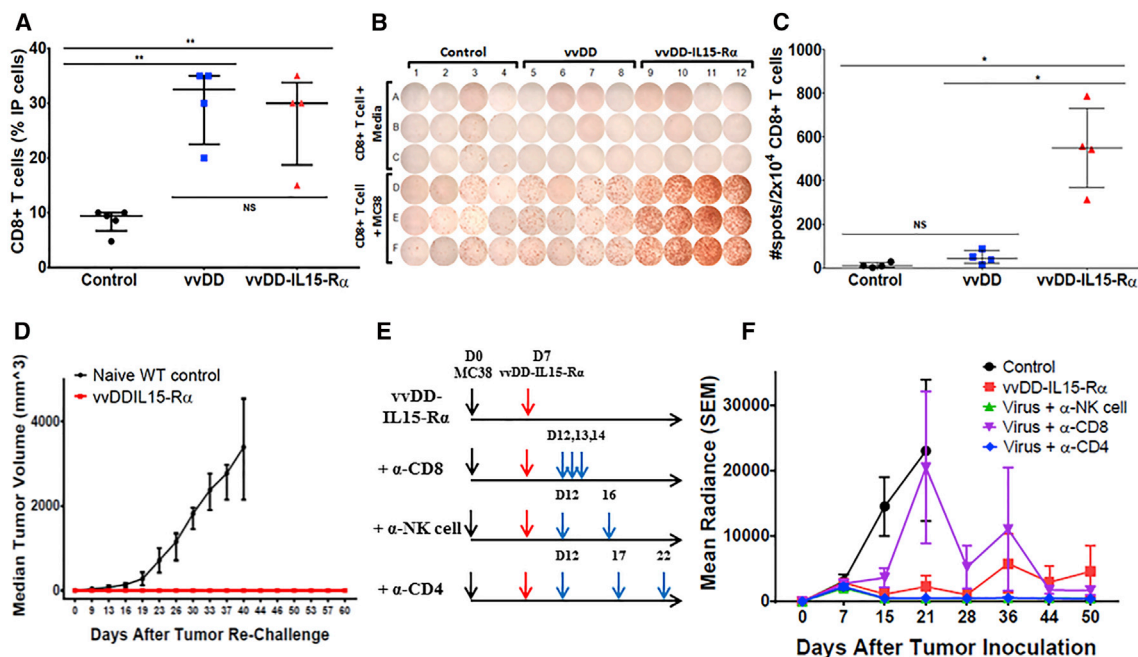 A
CD8+ T cells (% IP cells)
40
30
20
10
0
**
**
NS
Control
vvDD
vvDD-IL15-Rα
B
Control
vvDD
vvDD-IL15-Rα
1 2 3 4 5 6 7 8 9 10 11 12
CD8+ T Cell +
Media
CD8+ T Cell
+ MC38
A
B
C
D
E
F
C
#spots/2x10⁴ CD8+ T cells
1000
800
600
400
200
0
*
*
NS
Control
vvDD
vvDD-IL15-Rα
D
Median Tumor Volume (mm^3)
4000
2000
0
Naive WT control
vvDDIL15-Rα
0 9 13 16 19 23 26 30 33 37 40 44 46 49 53 57 60
Days After Tumor Re-Challenge
E
D0
MC38
D7
vvDD-IL15-Rα
vvDD-
IL15-Rα
D12,13,14
+ α-CD8
D12 16
+ α-NK cell
D12 17 22
+ α-CD4
F
Mean Radiance (SEM)
30000
20000
10000
0
Control
vvDD-IL15-Rα
Virus + α-NK cell
Virus + α-CD8
Virus + α-CD4
0 7 15 21 28 36 44 50
Days After Tumor Inoculation